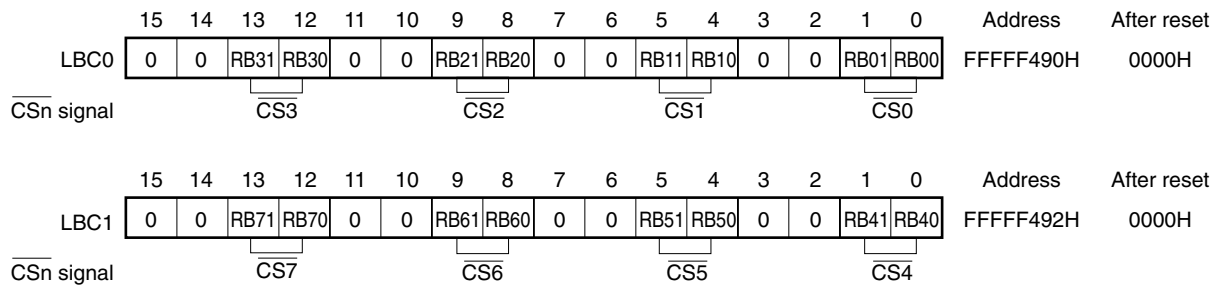 15 14 13 12 11 10 9 8 7 6 5 4 3 2 1 0 Address After reset
LBC0 0 0 RB31 RB30 0 0 RB21 RB20 0 0 RB11 RB10 0 0 RB01 RB00 FFFFF490H 0000H
CSn signal CS3 CS2 CS1 CS0
15 14 13 12 11 10 9 8 7 6 5 4 3 2 1 0 Address After reset
LBC1 0 0 RB71 RB70 0 0 RB61 RB60 0 0 RB51 RB50 0 0 RB41 RB40 FFFFF492H 0000H
CSn signal CS7 CS6 CS5 CS4